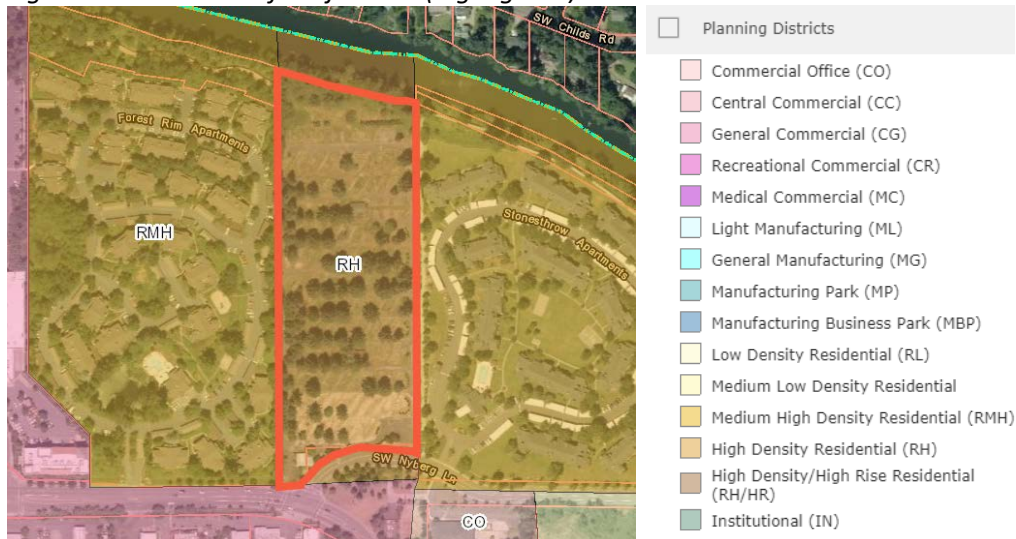 SW Childs Rd
Forest Rim Apartments
RMH
RH
Stonesthrow Apartments
SW Nyberg Ln
CO
Planning Districts
Commercial Office (CO)
Central Commercial (CC)
General Commercial (CG)
Recreational Commercial (CR)
Medical Commercial (MC)
Light Manufacturing (ML)
General Manufacturing (MG)
Manufacturing Park (MP)
Manufacturing Business Park (MBP)
Low Density Residential (RL)
Medium Low Density Residential
Medium High Density Residential (RMH)
High Density Residential (RH)
High Density/High Rise Residential
(RH/HR)
Institutional (IN)